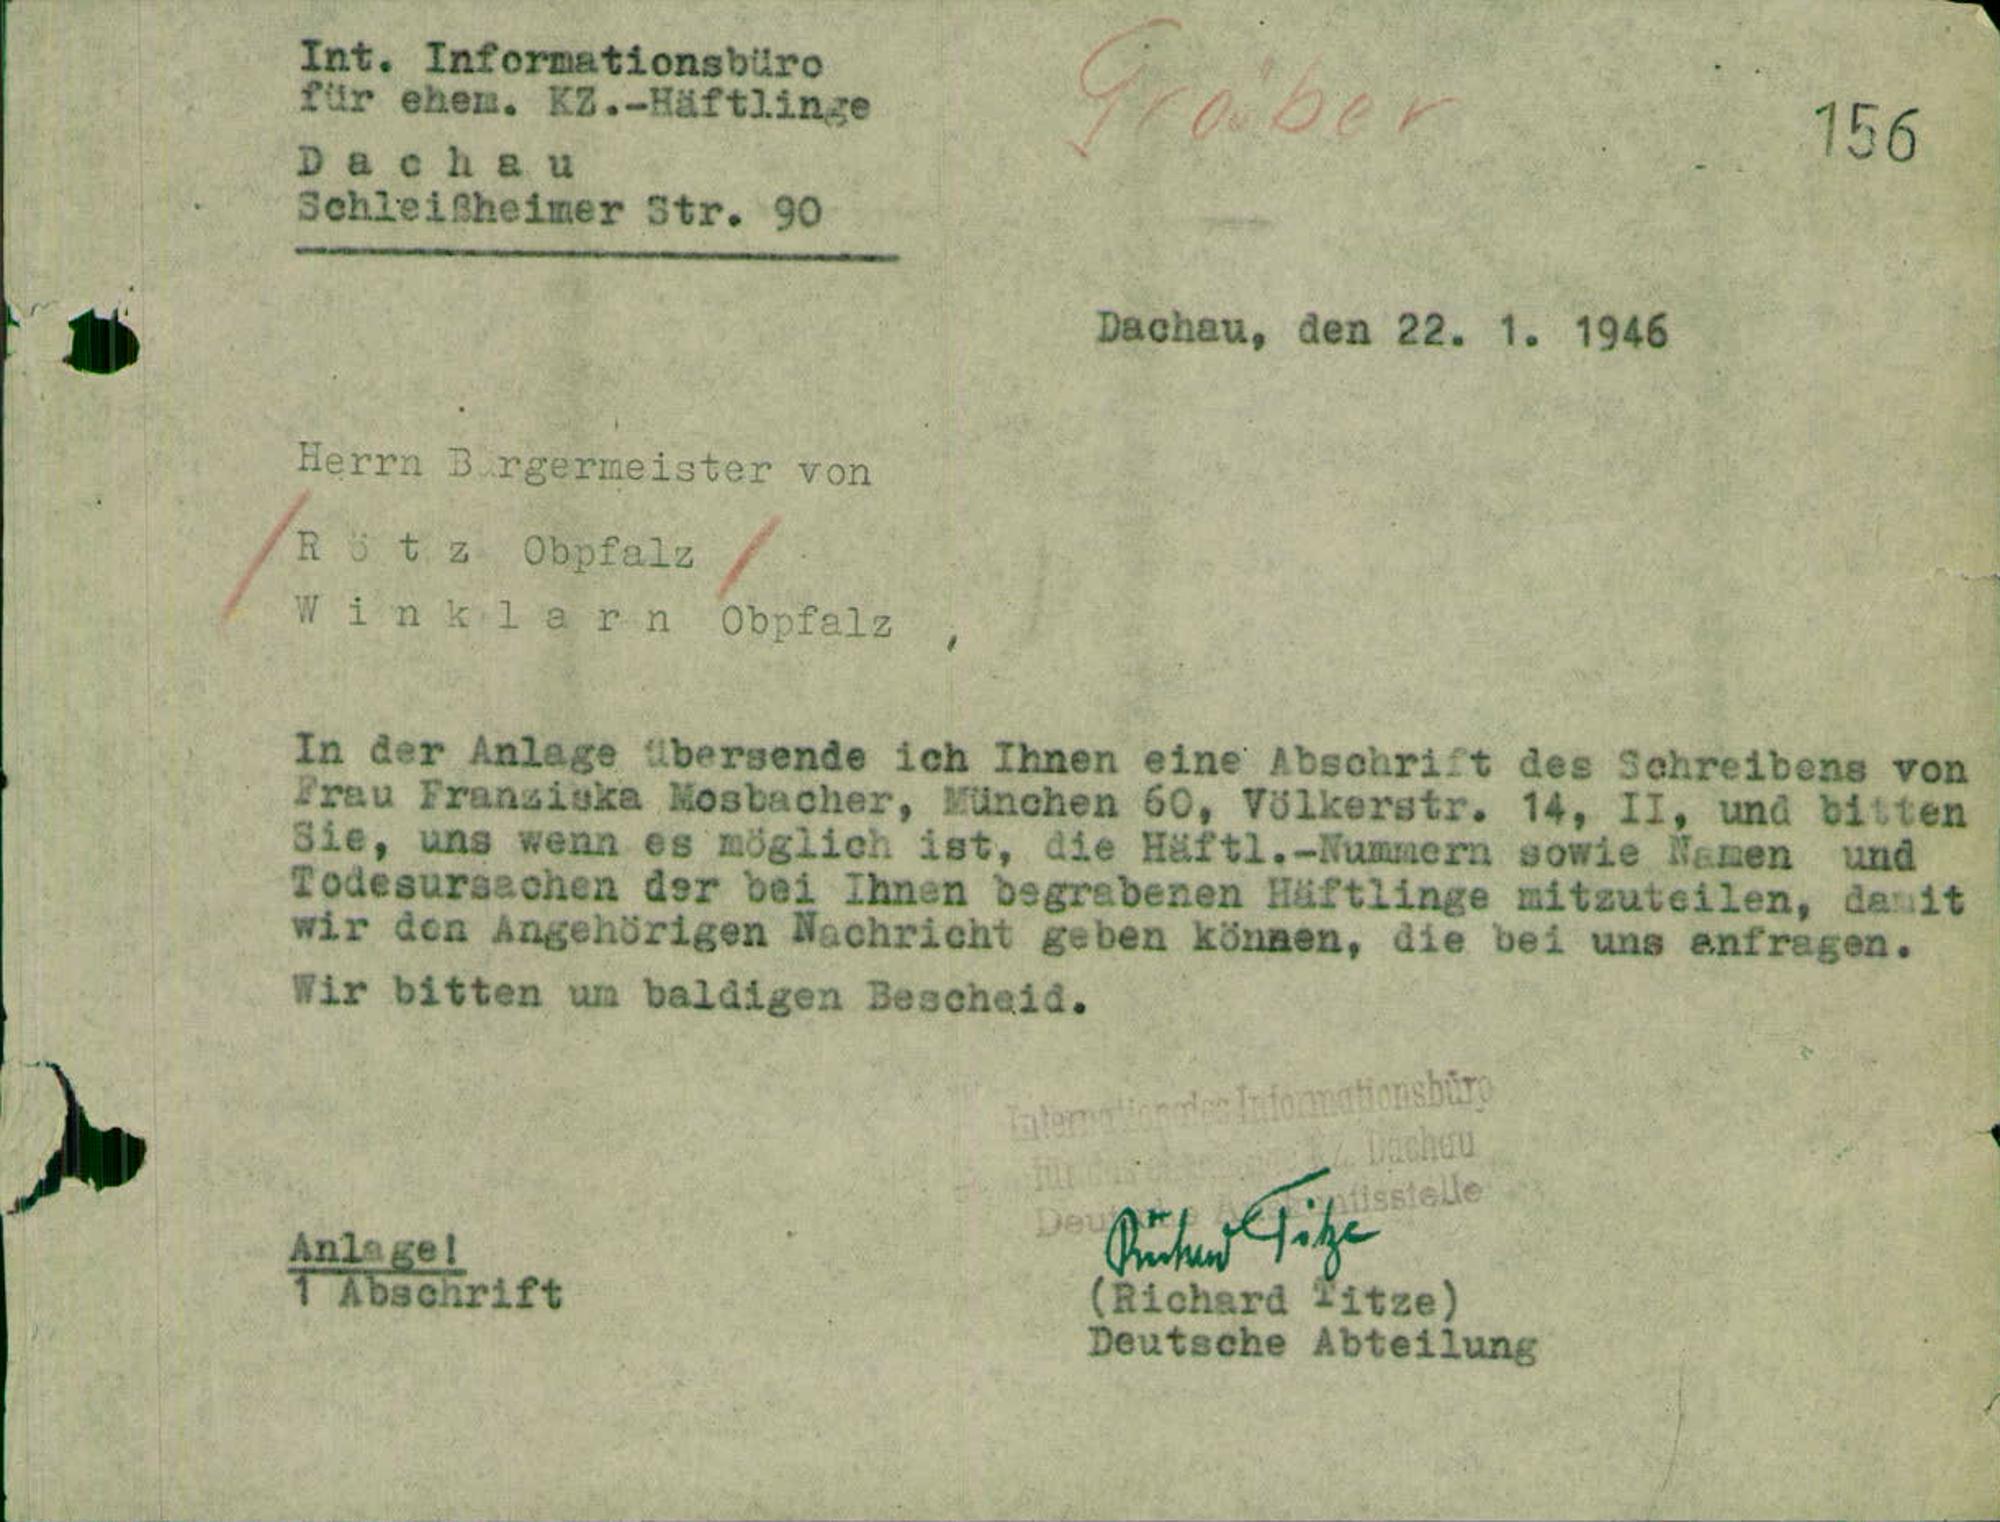 Int. Informationsbüro
für ehem. KZ.-Häftlinge
Gräber
156
D a c h a u
Schleißheimer Str. 90
Dachau, den 22. 1. 1946
Herrn Bürgermeister von
R ö t z Obpfalz
W i n k l a r n Obpfalz
In der Anlage übersende ich Ihnen eine Abschrift des Schreibens von
Frau Franziska Mosbacher, München 60, Völkerstr. 14, II, und bitten
Sie, uns wenn es möglich ist, die Häftl.-Nummern sowie Namen und
Todesursachen der bei Ihnen begrabenen Häftlinge mitzuteilen, damit
wir den Angehörigen Nachricht geben können, die bei uns anfragen.
Wir bitten um baldigen Bescheid.
Internationales Informationsbüro
Dachau
Richard Titze
Anlage!
1 Abschrift
(Richard Titze)
Deutsche Abteilung